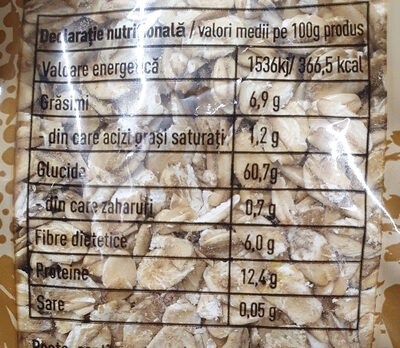 Declarație nutrițională / valori medii pe 100g produs
Valoare energetică 1536kj/ 366,5 kcal
Grăsimi 6,9 g
- din care acizi grași saturați 1,2 g
Glucide 60,7g
- din care zaharuri 0,7 g
Fibre dietetice 6,0 g
Proteine 12,4 g
Sare 0,05 g